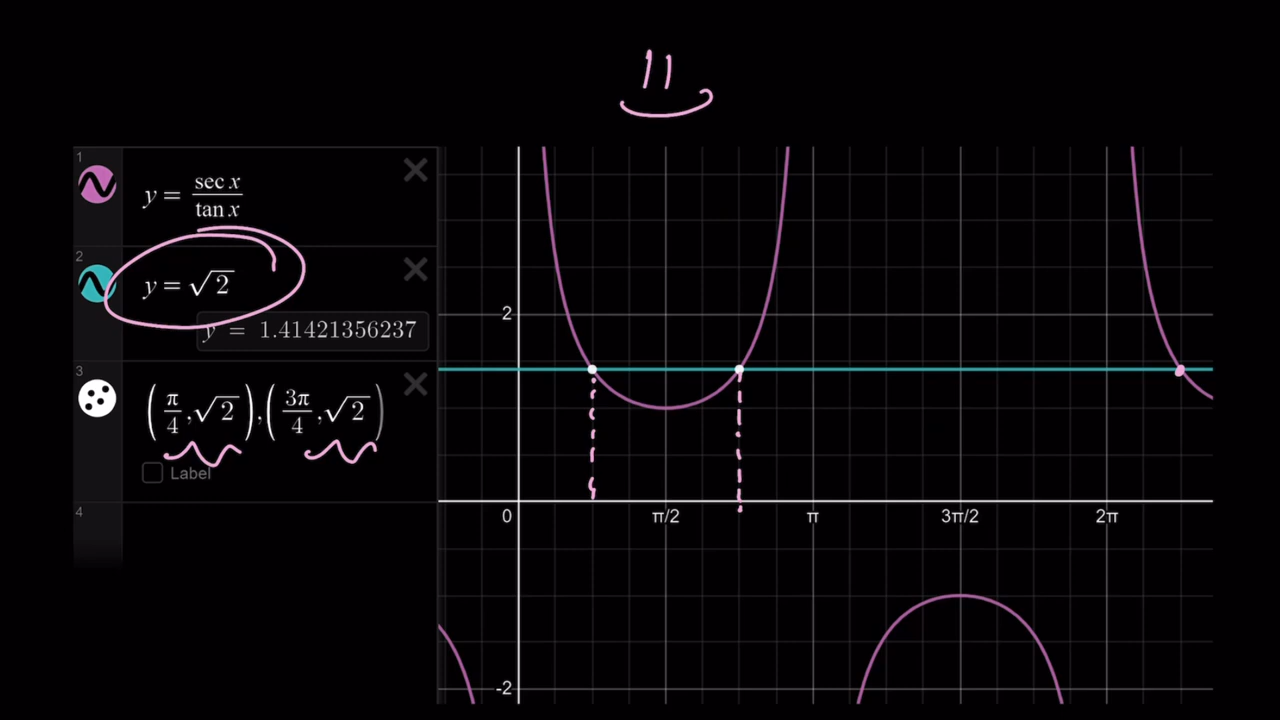 1
y = sec x / tan x
2
y = √2
y = 1.41421356237
3
(π/4, √2), (3π/4, √2)
Label
4
2
0 π/2 π 3π/2 2π
-2